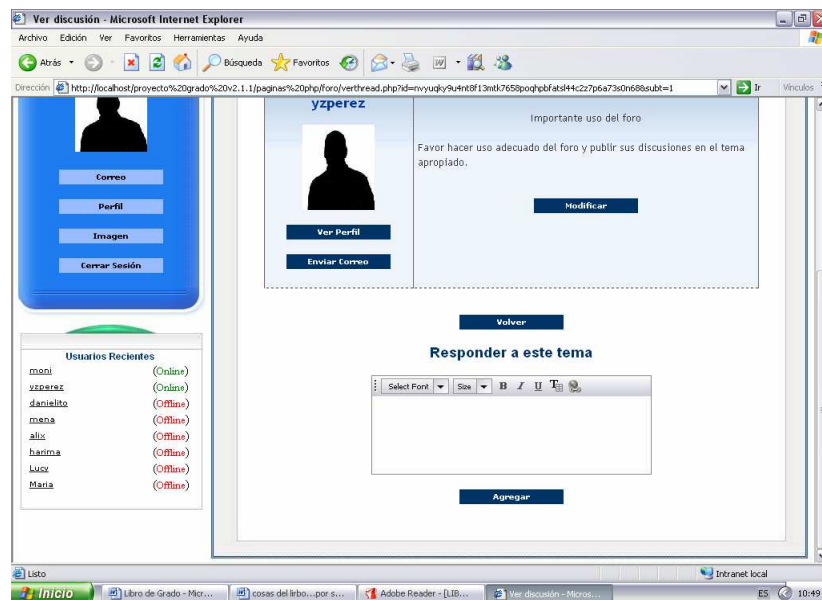 Ver discusión - Microsoft Internet Explorer
Archivo Edición Ver Favoritos Herramientas Ayuda
Atrás Búsqueda Favoritos
Dirección http://localhost/proyecto%20grado%20v2.1.1/paginas%20php/foro/verthread.php?id=nvyuqky9u4nt8f13mtk7658poqhpbfatsl44c2z7p6a73s0n688&subt=1 Ir Vínculos
Correo
Perfil
Imagen
Cerrar Sesión
yzperez
Ver Perfil
Enviar Correo
Importante uso del foro
Favor hacer uso adecuado del foro y publir sus discusiones en el tema
apropiado.
Modificar
Volver
Usuarios Recientes
moni (Online)
yzperez (Online)
danielito (Offline)
mena (Offline)
alix (Offline)
harima (Offline)
Lucy (Offline)
Maria (Offline)
Responder a este tema
Select Font Size B I U T
Agregar
Listo Intranet local
Inicio Libro de Grado - Micr... cosas del lirbo...por s... Adobe Reader - [LIB... Ver discusión - Micros... ES 10:49